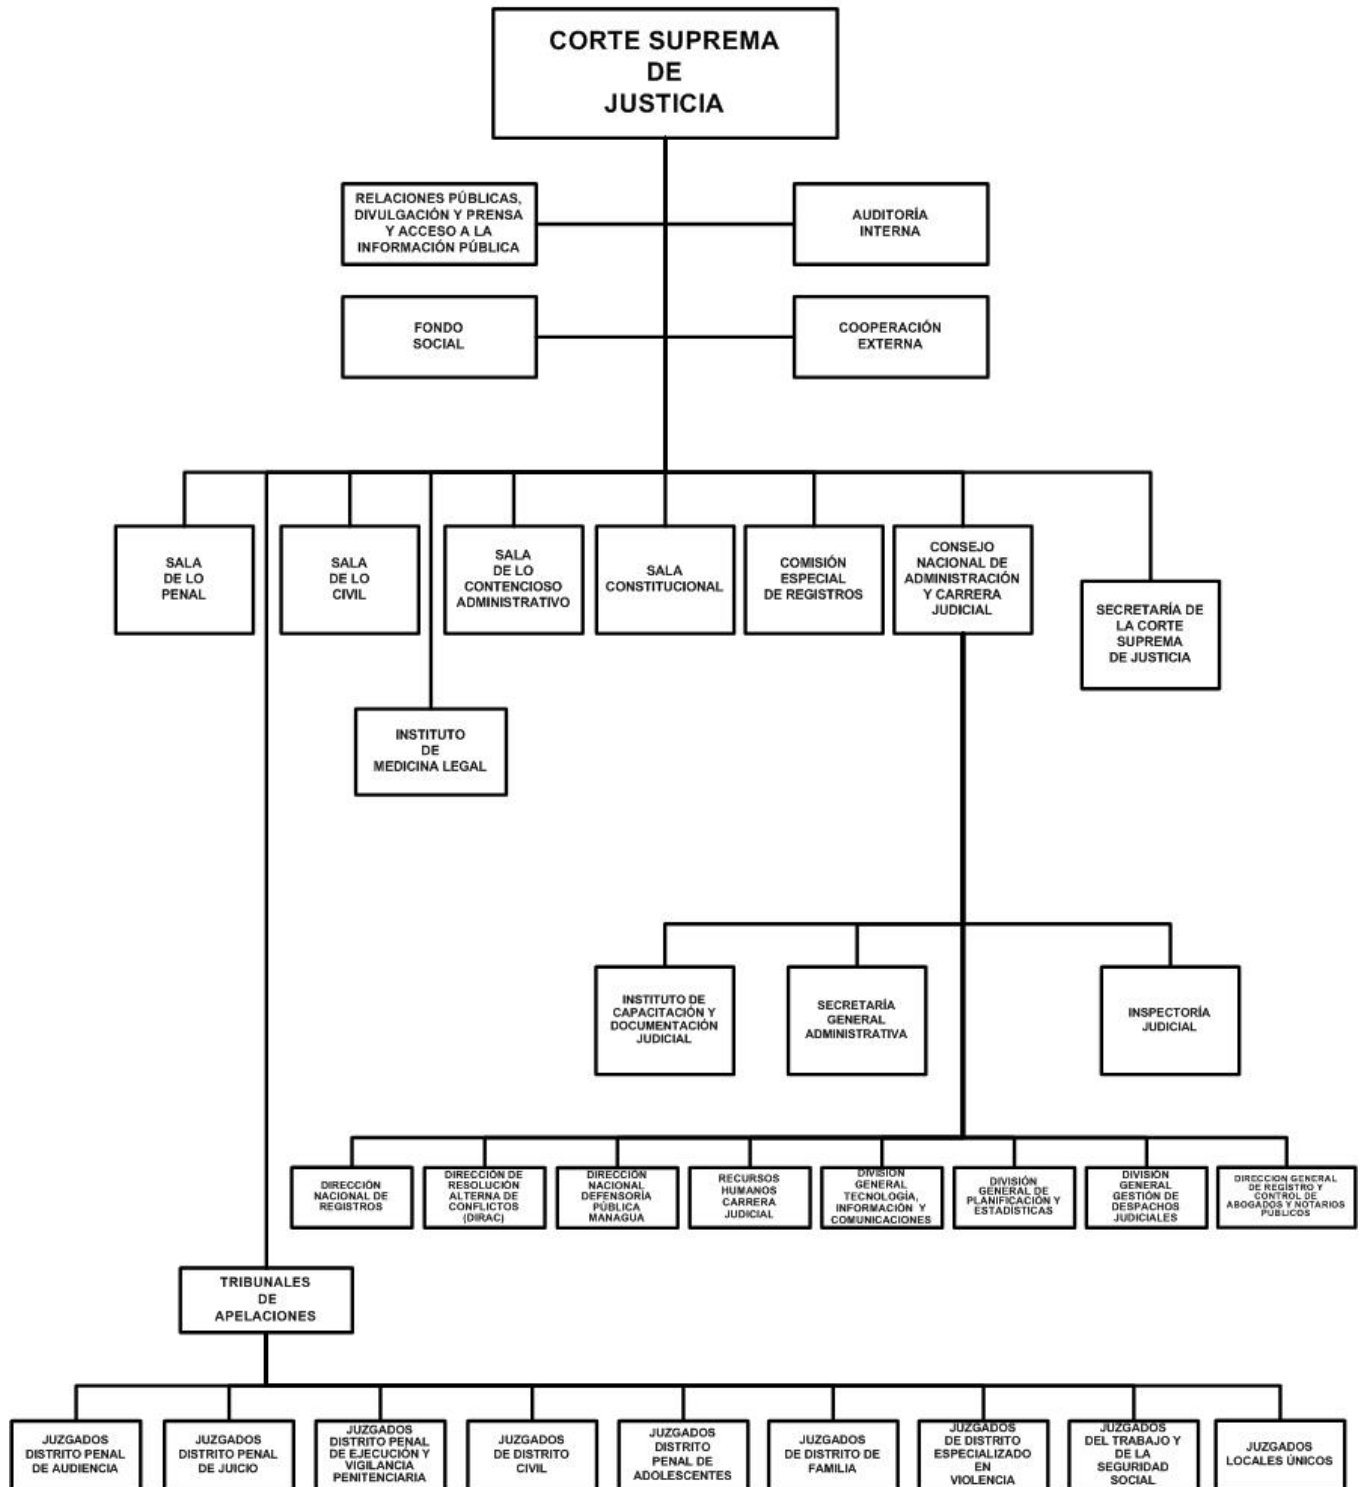 CORTE SUPREMA
DE
JUSTICIA
RELACIONES PÚBLICAS,
DIVULGACIÓN Y PRENSA
Y ACCESO A LA
INFORMACIÓN PÚBLICA
AUDITORÍA
INTERNA
FONDO
SOCIAL
COOPERACIÓN
EXTERNA
SALA
DE LO
PENAL
SALA
DE LO
CIVIL
SALA
DE LO
CONTENCIOSO
ADMINISTRATIVO
SALA
CONSTITUCIONAL
COMISIÓN
ESPECIAL
DE REGISTROS
CONSEJO
NACIONAL DE
ADMINISTRACIÓN
Y CARRERA
JUDICIAL
SECRETARÍA DE
LA CORTE
SUPREMA
DE JUSTICIA
INSTITUTO
DE
MEDICINA LEGAL
INSTITUTO DE
CAPACITACIÓN Y
DOCUMENTACIÓN
JUDICIAL
SECRETARÍA
GENERAL
ADMINISTRATIVA
INSPECTORÍA
JUDICIAL
DIRECCIÓN
NACIONAL DE
REGISTROS
DIRECCIÓN DE
RESOLUCIÓN
ALTERNA DE
CONFLICTOS
(DIRAC)
DIRECCIÓN
NACIONAL
DEFENSORÍA
PÚBLICA
MANAGUA
RECURSOS
HUMANOS
CARRERA
JUDICIAL
DIVISIÓN
GENERAL
TECNOLOGÍA,
INFORMACIÓN Y
COMUNICACIONES
DIVISIÓN
GENERAL DE
PLANIFICACIÓN Y
ESTADÍSTICAS
DIVISIÓN
GENERAL
GESTIÓN DE
DESPACHOS
JUDICIALES
DIRECCION GENERAL
DE REGISTRO Y
CONTROL DE
ABOGADOS Y NOTARIOS
PÚBLICOS
TRIBUNALES
DE
APELACIONES
JUZGADOS
DISTRITO PENAL
DE AUDIENCIA
JUZGADOS
DISTRITO PENAL
DE JUICIO
JUZGADOS
DISTRITO PENAL
DE EJECUCIÓN Y
VIGILANCIA
PENITENCIARIA
JUZGADOS
DE DISTRITO
CIVIL
JUZGADOS
DISTRITO
PENAL DE
ADOLESCENTES
JUZGADOS
DE DISTRITO DE
FAMILIA
JUZGADOS
DE DISTRITO
ESPECIALIZADO
EN
VIOLENCIA
JUZGADOS
DEL TRABAJO Y
DE LA
SEGURIDAD
SOCIAL
JUZGADOS
LOCALES ÚNICOS